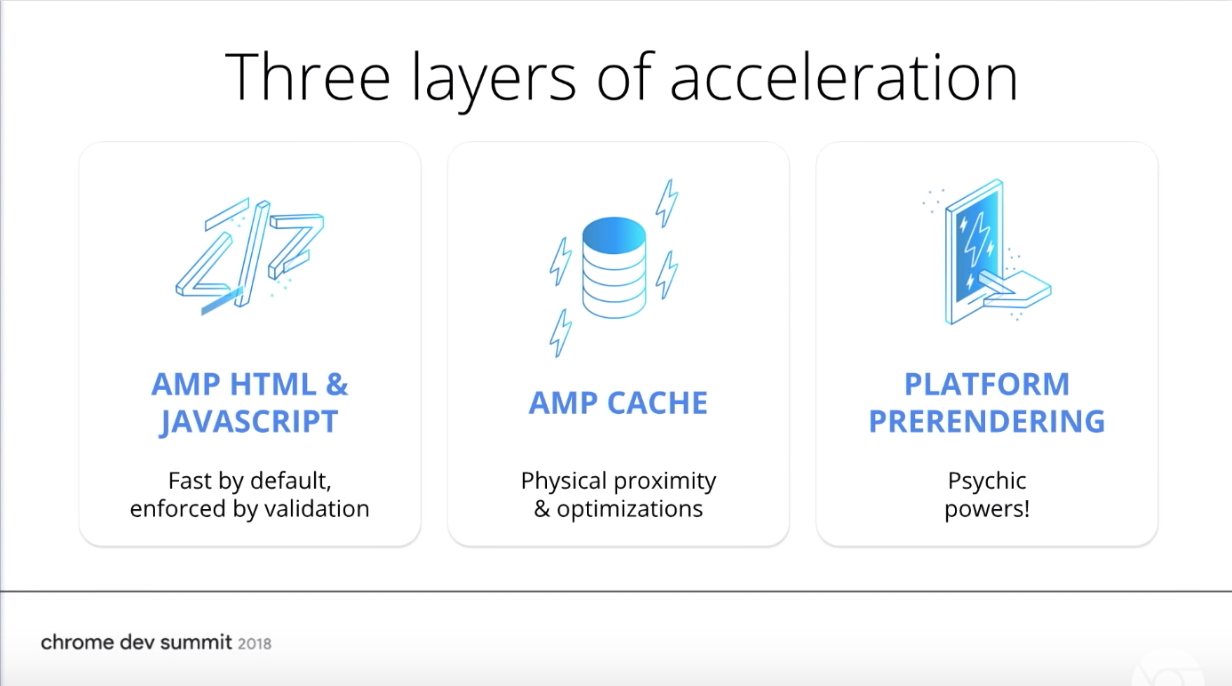 Three layers of acceleration
AMP HTML &
JAVASCRIPT
Fast by default,
enforced by validation
AMP CACHE
Physical proximity
& optimizations
PLATFORM
PRERENDERING
Psychic
powers!
chrome dev summit 2018